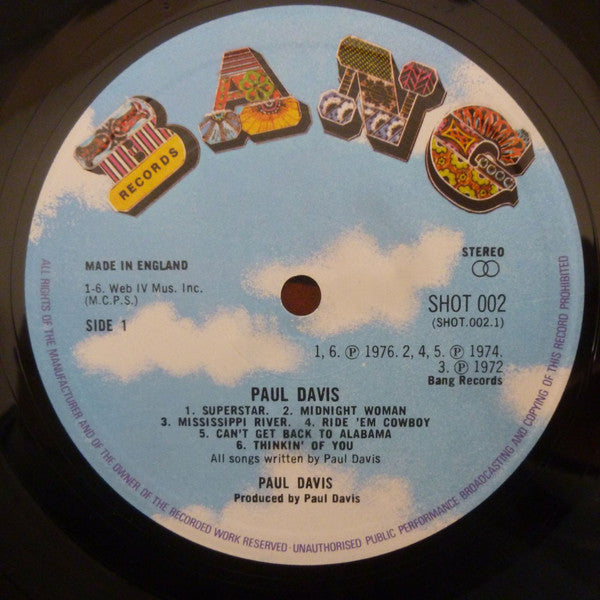 BANG
RECORDS
MADE IN ENGLAND
1-6. Web IV Mus. Inc.
(M.C.P.S.)
SIDE 1
STEREO
SHOT 002
(SHOT.002.1)
1, 6. ℗ 1976. 2, 4, 5. ℗ 1974.
3. ℗ 1972
Bang Records
PAUL DAVIS
1. SUPERSTAR. 2. MIDNIGHT WOMAN
3. MISSISSIPPI RIVER. 4. RIDE 'EM COWBOY
5. CAN'T GET BACK TO ALABAMA
6. THINKIN' OF YOU
All songs written by Paul Davis
PAUL DAVIS
Produced by Paul Davis
ALL RIGHTS OF THE MANUFACTURER AND OF THE OWNER OF THE RECORDED WORK RESERVED · UNAUTHORISED PUBLIC PERFORMANCE BROADCASTING AND COPYING OF THIS RECORD PROHIBITED